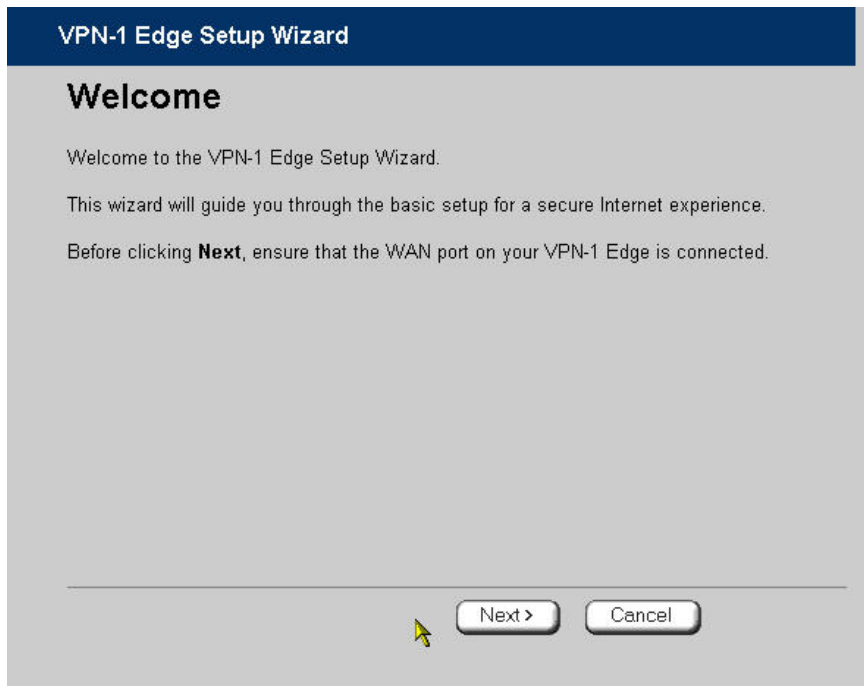 VPN-1 Edge Setup Wizard
Welcome
Welcome to the VPN-1 Edge Setup Wizard.
This wizard will guide you through the basic setup for a secure Internet experience.
Before clicking Next, ensure that the WAN port on your VPN-1 Edge is connected.
Next > Cancel